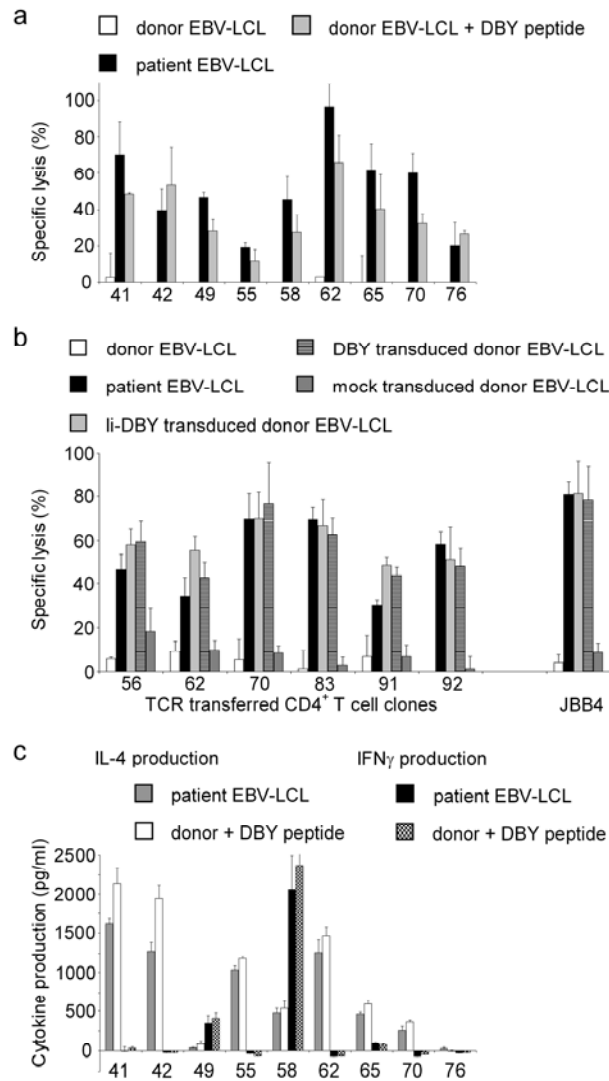 a
donor EBV-LCL donor EBV-LCL + DBY peptide
patient EBV-LCL
Specific lysis (%)
100
80
60
40
20
0
41 42 49 55 58 62 65 70 76
b
donor EBV-LCL DBY transduced donor EBV-LCL
patient EBV-LCL mock transduced donor EBV-LCL
Ii-DBY transduced donor EBV-LCL
Specific lysis (%)
100
80
60
40
20
0
56 62 70 83 91 92
TCR transferred CD4+ T cell clones JBB4
c
IL-4 production IFNγ production
patient EBV-LCL patient EBV-LCL
donor + DBY peptide donor + DBY peptide
Cytokine production (pg/ml)
2500
2000
1500
1000
500
0
41 42 49 55 58 62 65 70 76